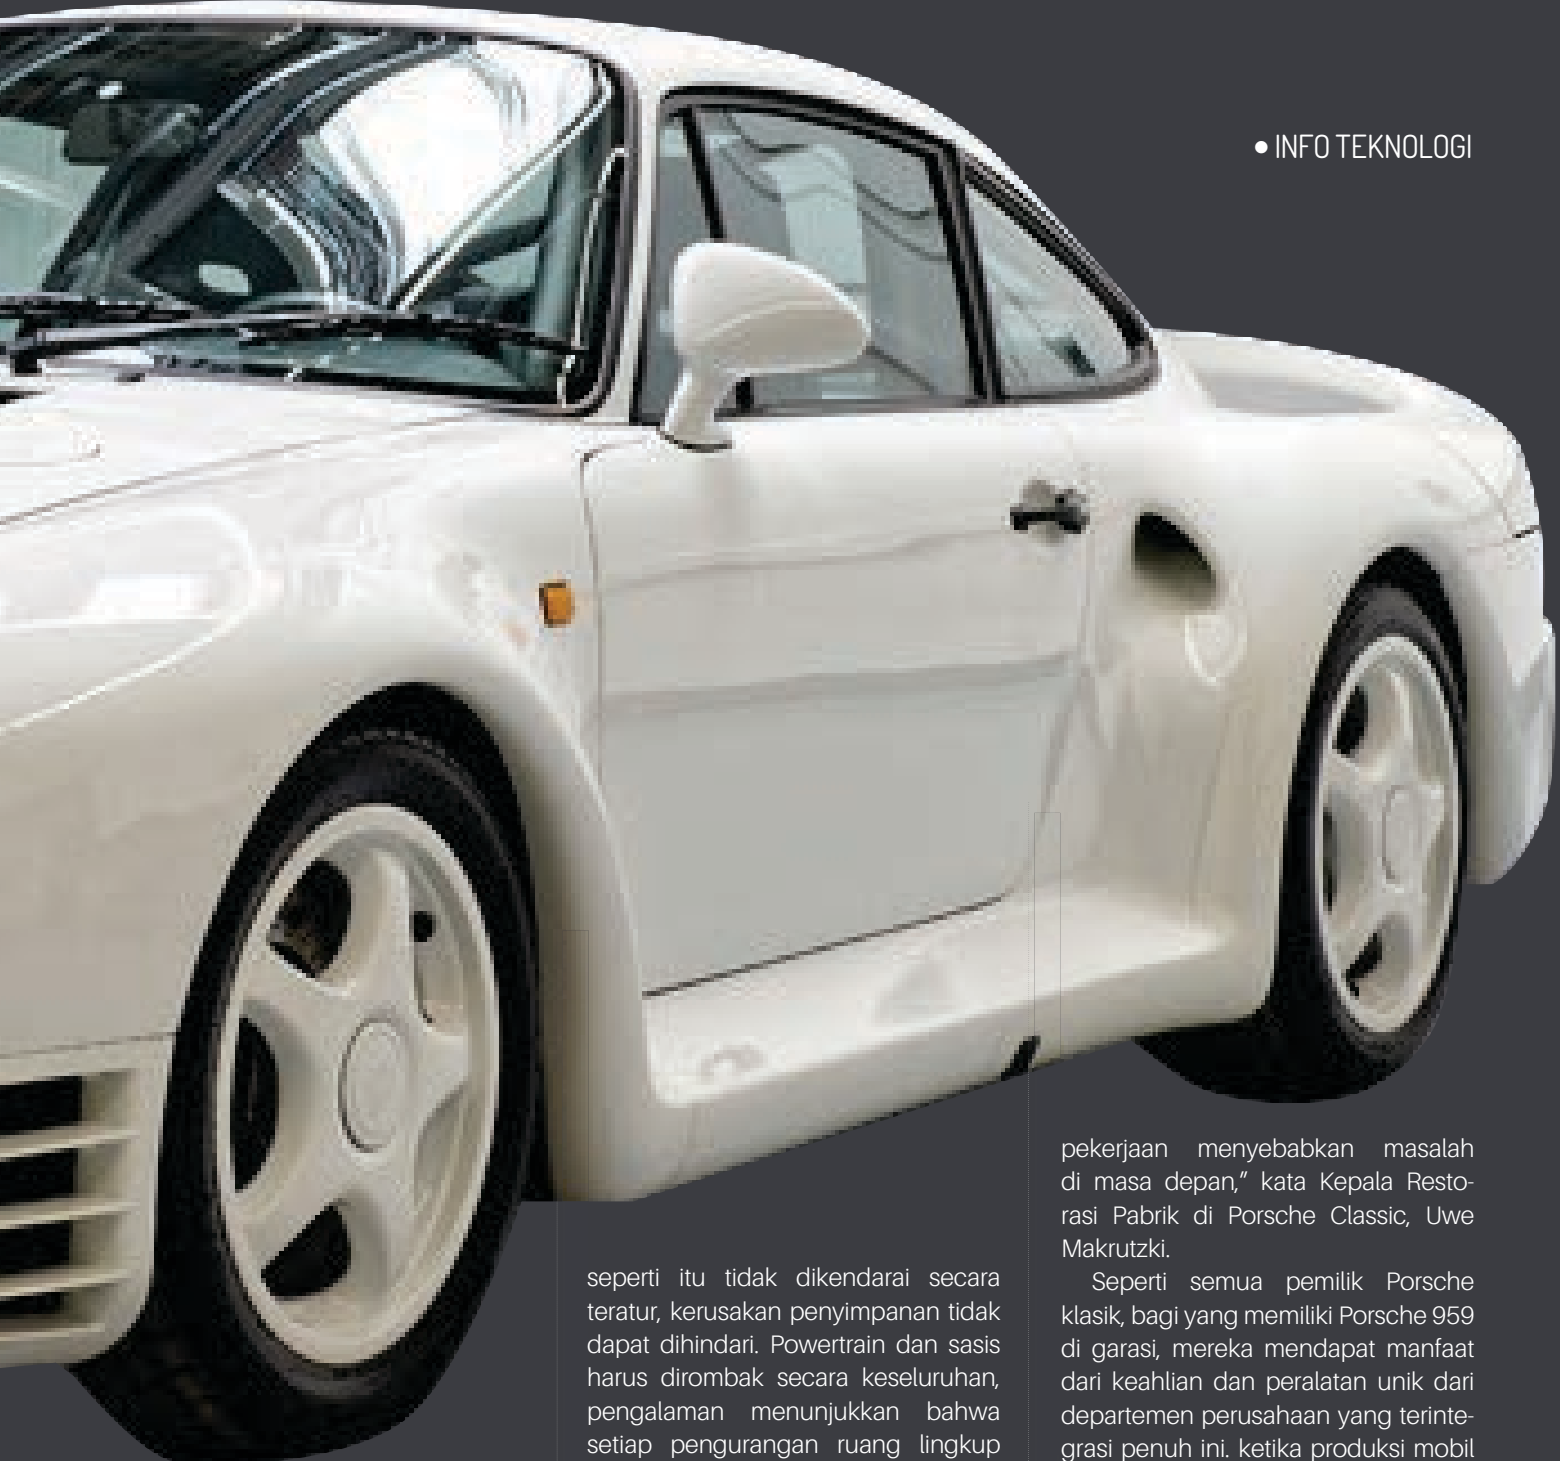 • INFO TEKNOLOGI
seperti itu tidak dikendarai secara
teratur, kerusakan penyimpanan tidak
dapat dihindari. Powertrain dan sasis
harus dirombak secara keseluruhan,
pengalaman menunjukkan bahwa
setiap pengurangan ruang lingkup
pekerjaan menyebabkan masalah
di masa depan,” kata Kepala Resto-
rasi Pabrik di Porsche Classic, Uwe
Makrutzki.
Seperti semua pemilik Porsche
klasik, bagi yang memiliki Porsche 959
di garasi, mereka mendapat manfaat
dari keahlian dan peralatan unik dari
departemen perusahaan yang terinte-
grasi penuh ini. ketika produksi mobil